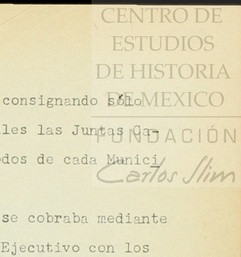 CENTRO DE
ESTUDIOS
DE HISTORIA
DE MEXICO
FUNDACIÓN
Carlos Slim
consignando sólo
les las Juntas Ca-
dos de cada Munici
se cobraba mediante
Ejecutivo con los